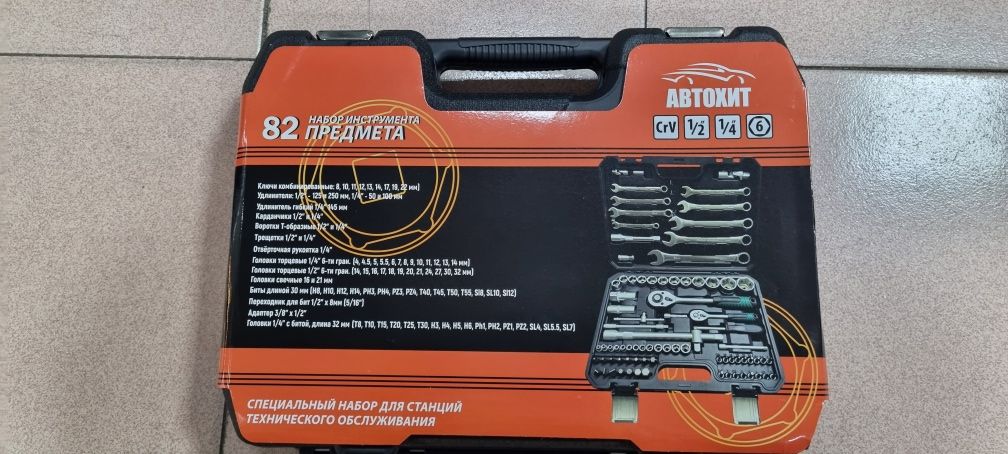 АВТОХИТ
CrV 1/2" 1/4" 6
82 НАБОР ИНСТРУМЕНТА
ПРЕДМЕТА
Ключи комбинированные: 8, 10, 11, 12, 13, 14, 17, 19, 22 мм)
Удлинители: 1/2" - 125 и 250 мм, 1/4" - 50 и 100 мм
Удлинитель гибкий 1/4" 145 мм
Карданчики 1/2" и 1/4"
Воротки Т-образные 1/2" и 1/4"
Трещетки 1/2" и 1/4"
Отвёрточная рукоятка 1/4"
Головки торцевые 1/4" 6-ти гран. (4, 4.5, 5, 5.5, 6, 7, 8, 9, 10, 11, 12, 13, 14 мм)
Головки торцевые 1/2" 6-ти гран. (14, 15, 16, 17, 18, 19, 20, 21, 24, 27, 30, 32 мм)
Головки свечные 16 и 21 мм
Биты длиной 30 мм (H8, H10, H12, H14, PH3, PH4, PZ3, PZ4, T40, T45, T50, T55, Sl8, SL10, Sl12)
Переходник для бит 1/2" x 8мм (5/16")
Адаптер 3/8" x 1/2"
Головки 1/4" с битой, длина 32 мм (T8, T10, T15, T20, T25, T30, H3, H4, H5, H6, Ph1, PH2, PZ1, PZ2, SL4, SL5.5, SL7)
СПЕЦИАЛЬНЫЙ НАБОР ДЛЯ СТАНЦИЙ
ТЕХНИЧЕСКОГО ОБСЛУЖИВАНИЯ